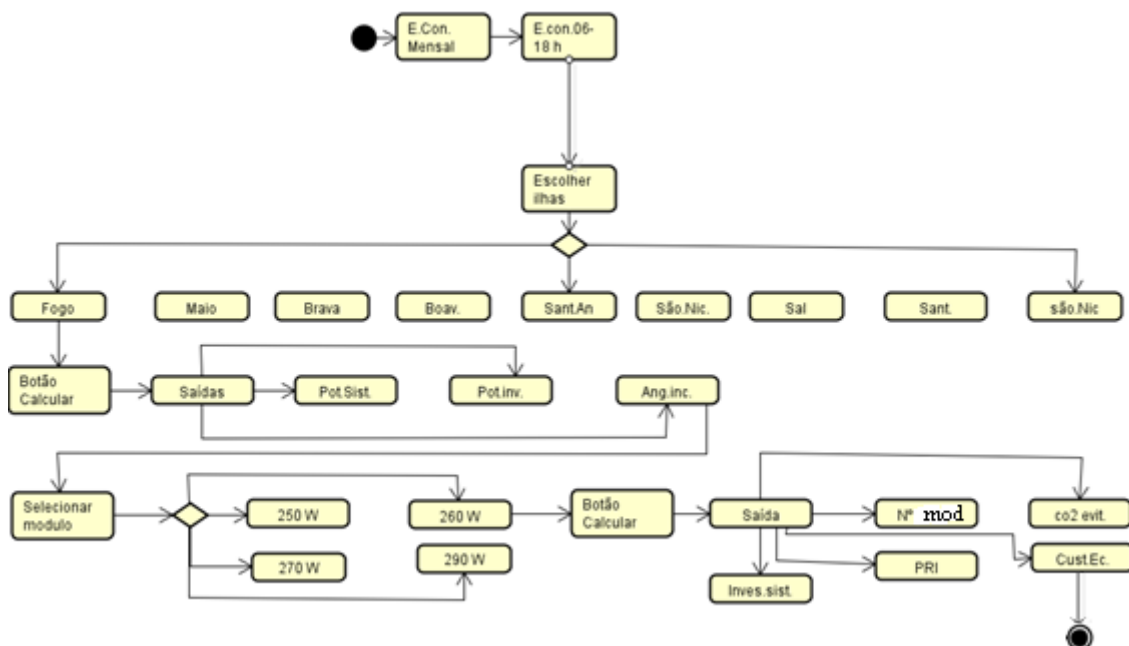 E.Con.
Mensal
E.con.06-
18 h
Escolher
ilhas
Fogo
Maio
Brava
Boav.
Sant.An
São.Nic.
Sal
Sant.
são.Nic
Botão
Calcular
Saídas
Pot.Sist.
Pot.inv.
Ang.inc.
Selecionar
modulo
250 W
260 W
270 W
290 W
Botão
Calcular
Saída
Nº mod
co2 evit.
Inves.sist.
PRI
Cust.Ec.